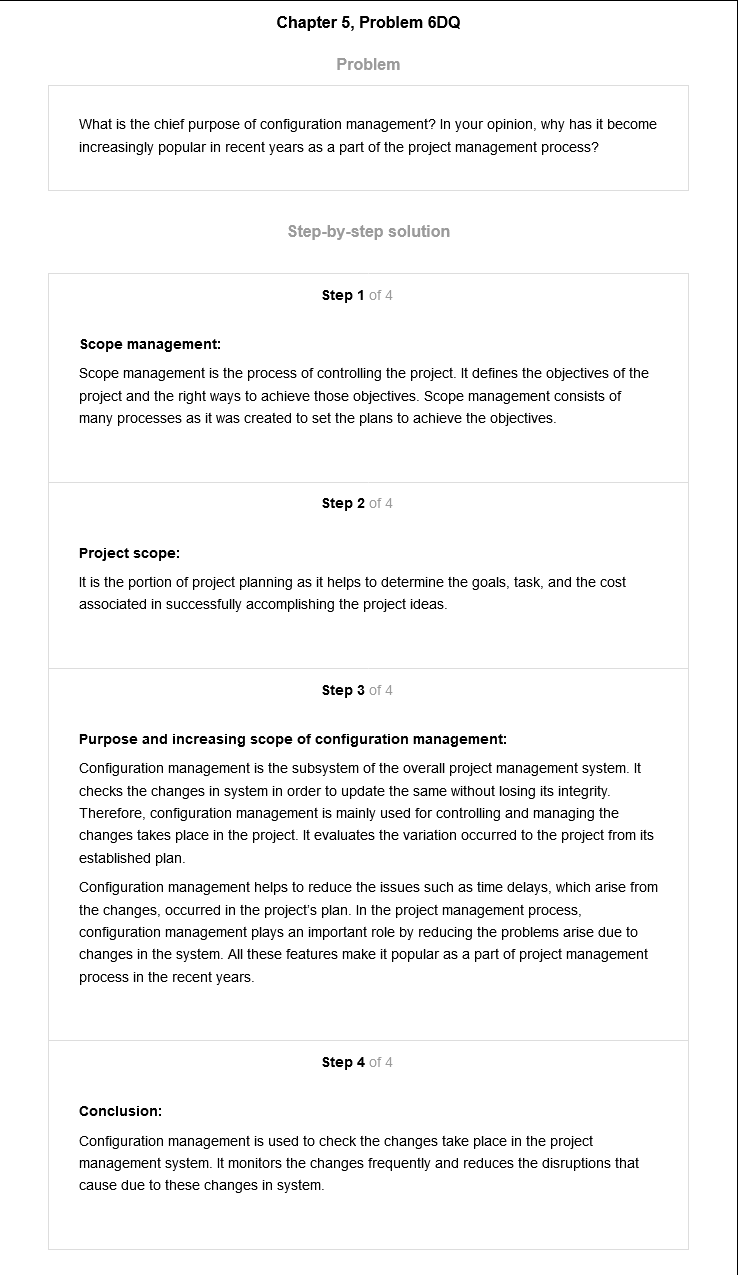 Chapter 5, Problem 6DQ
Problem
What is the chief purpose of configuration management? In your opinion, why has it become
increasingly popular in recent years as a part of the project management process?
Step-by-step solution
Step 1 of 4
Scope management:
Scope management is the process of controlling the project. It defines the objectives of the
project and the right ways to achieve those objectives. Scope management consists of
many processes as it was created to set the plans to achieve the objectives.
Step 2 of 4
Project scope:
It is the portion of project planning as it helps to determine the goals, task, and the cost
associated in successfully accomplishing the project ideas.
Step 3 of 4
Purpose and increasing scope of configuration management:
Configuration management is the subsystem of the overall project management system. It
checks the changes in system in order to update the same without losing its integrity.
Therefore, configuration management is mainly used for controlling and managing the
changes takes place in the project. It evaluates the variation occurred to the project from its
established plan.
Configuration management helps to reduce the issues such as time delays, which arise from
the changes, occurred in the project's plan. In the project management process,
configuration management plays an important role by reducing the problems arise due to
changes in the system. All these features make it popular as a part of project management
process in the recent years.
Step 4 of 4
Conclusion:
Configuration management is used to check the changes take place in the project
management system. It monitors the changes frequently and reduces the disruptions that
cause due to these changes in system.